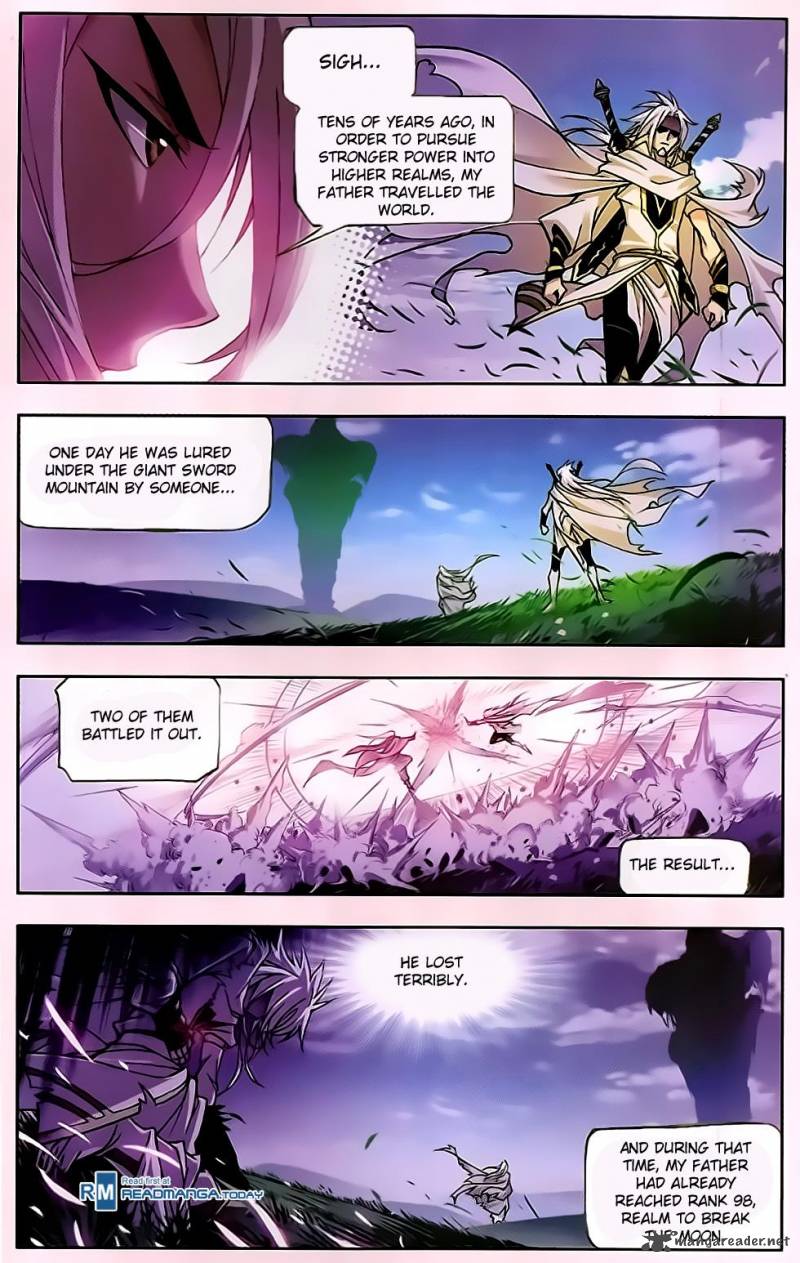 SIGH...
TENS OF YEARS AGO, IN
ORDER TO PURSUE
STRONGER POWER INTO
HIGHER REALMS, MY
FATHER TRAVELLED THE
WORLD.
ONE DAY HE WAS LURED
UNDER THE GIANT SWORD
MOUNTAIN BY SOMEONE...
TWO OF THEM
BATTLED IT OUT.
THE RESULT...
HE LOST
TERRIBLY.
AND DURING THAT
TIME, MY FATHER
HAD ALREADY
REACHED RANK 98,
REALM TO BREAK
THE MOON.
RM
Read first at
READMANGA.TODAY
mangareader.net